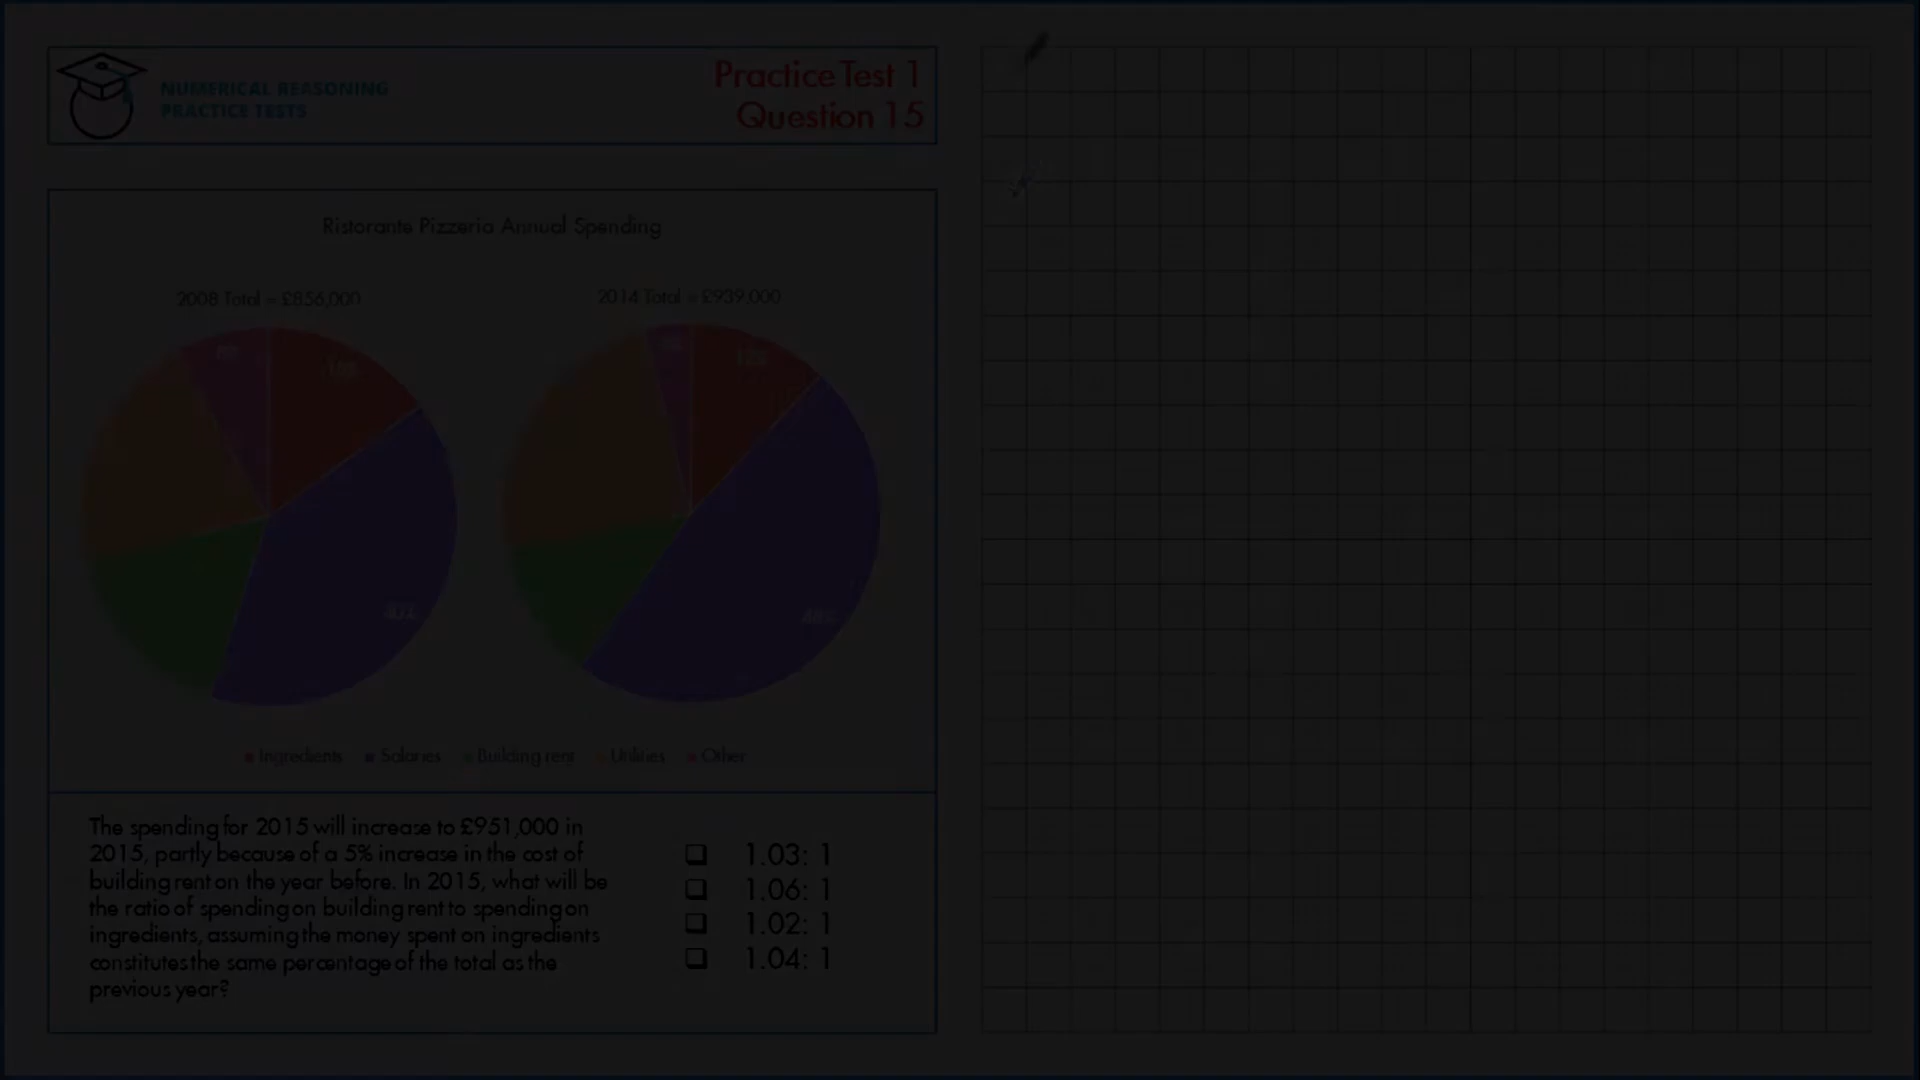 NUMERICAL REASONING
PRACTICE TESTS
Practice Test 1
Question 15
Ristorante Pizzeria Annual Spending
2008 Total = £856,000
2014 Total = £939,000
Ingredients Salaries Building rent Utilities Other
The spending for 2015 will increase to £951,000 in
2015, partly because of a 5% increase in the cost of
building rent on the year before. In 2015, what will be
the ratio of spending on building rent to spending on
ingredients, assuming the money spent on ingredients
constitutes the same percentage of the total as the
previous year?
1.03: 1
1.06: 1
1.02: 1
1.04: 1